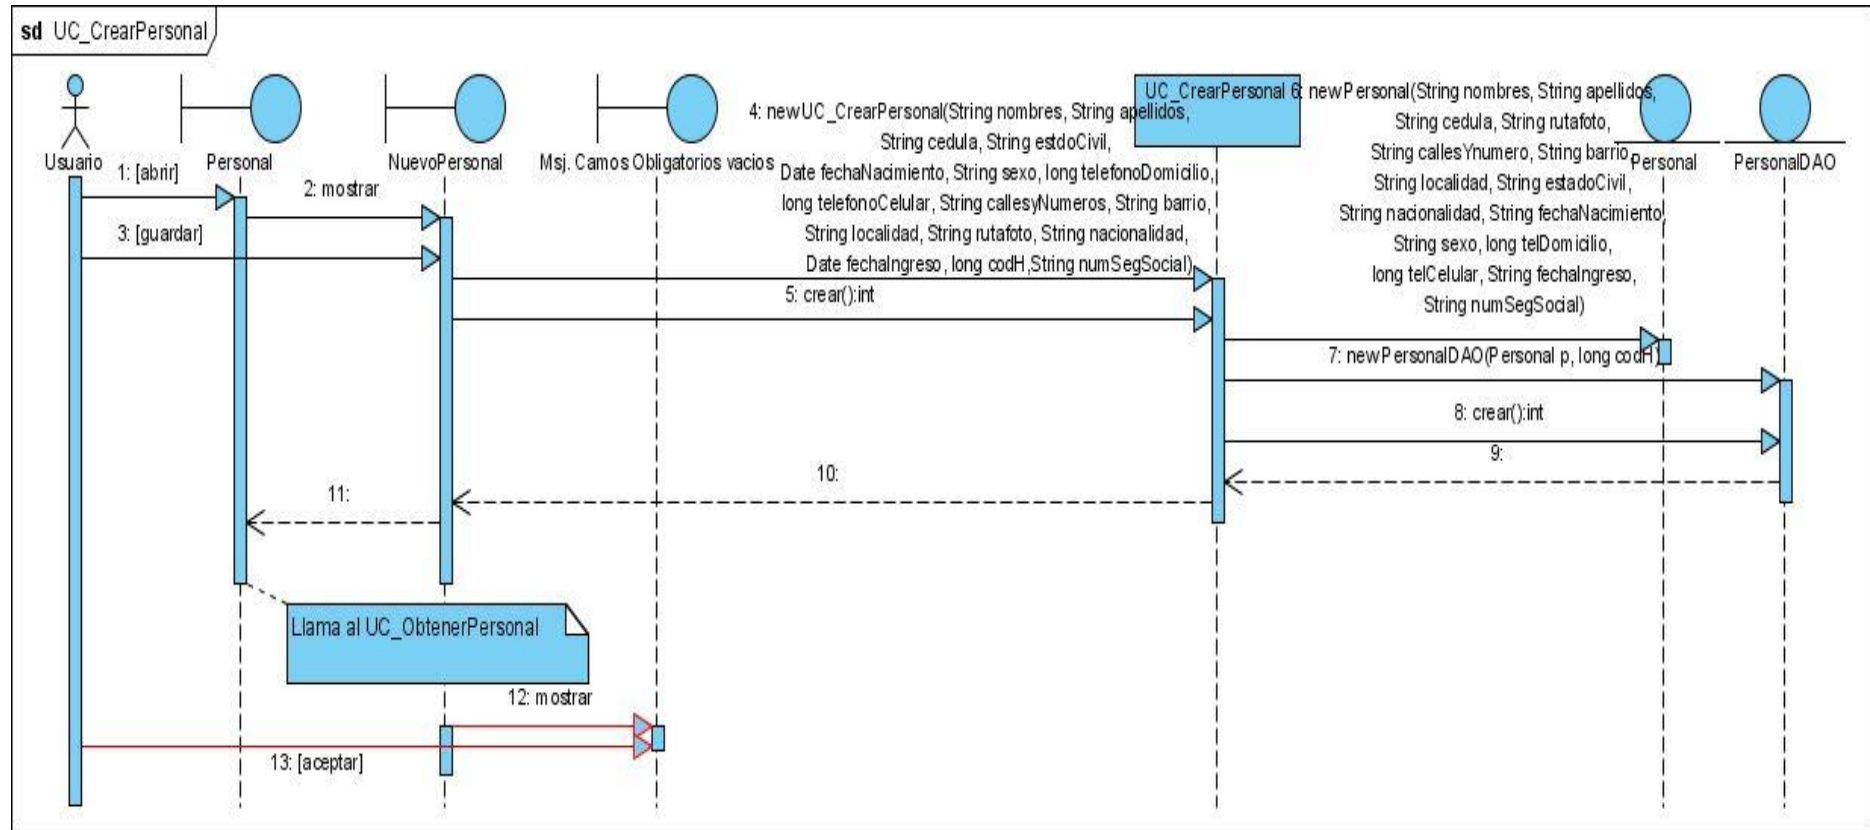 sd UC_CrearPersonal
Usuario
Personal
NuevoPersonal
Msj. Camos Obligatorios vacios
UC_CrearPersonal
Personal
PersonalDAO
1: [abrir]
2: mostrar
3: [guardar]
4: newUC_CrearPersonal(String nombres, String apellidos,
String cedula, String estdoCivil,
Date fechaNacimiento, String sexo, long telefonoDomicilio,
long telefonoCelular, String callesyNumeros, String barrio,
String localidad, String rutafoto, String nacionalidad,
Date fechaIngreso, long codH,String numSegSocial)
5: crear():int
6: newPersonal(String nombres, String apellidos,
String cedula, String rutafoto,
String callesYnumero, String barrio,
String localidad, String estadoCivil,
String nacionalidad, String fechaNacimiento,
String sexo, long telDomicilio,
long telCelular, String fechaIngreso,
String numSegSocial)
7: newPersonalDAO(Personal p, long codH)
8: crear():int
9:
10:
11:
Llama al UC_ObtenerPersonal
12: mostrar
13: [aceptar]